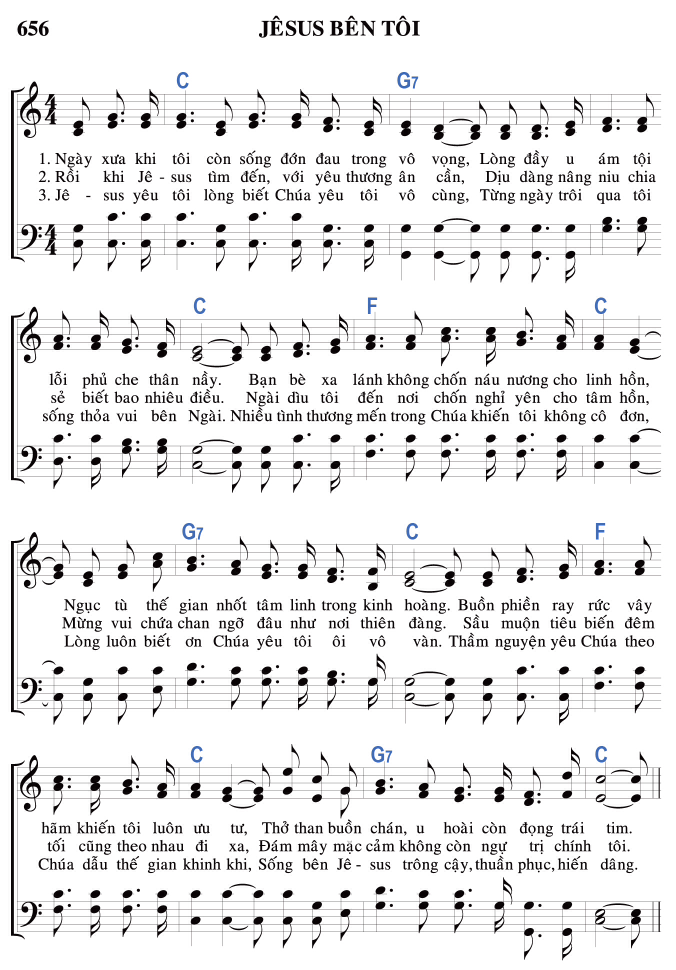 656 JÊSUS BÊN TÔI
C G7
1. Ngày xưa khi tôi còn sống đớn đau trong vô vọng, Lòng đầy u ám tội
2. Rồi khi Jê - sus tìm đến, với yêu thương ân cần, Dịu dàng nâng niu chia
3. Jê - sus yêu tôi lòng biết Chúa yêu tôi vô cùng, Từng ngày trôi qua tôi
C F C
lỗi phủ che thân nầy. Bạn bè xa lánh không chốn náu nương cho linh hồn,
sẻ biết bao nhiêu điều. Ngài dìu tôi đến nơi chốn nghỉ yên cho tâm hồn,
sống thỏa vui bên Ngài. Nhiều tình thương mến trong Chúa khiến tôi không cô đơn,
G7 C F
Ngục tù thế gian nhốt tâm linh trong kinh hoàng. Buồn phiền ray rức vây
Mừng vui chứa chan ngỡ đâu như nơi thiên đàng. Sầu muộn tiêu biến đêm
Lòng luôn biết ơn Chúa yêu tôi ôi vô vàn. Thầm nguyện yêu Chúa theo
C G7 C
hãm khiến tôi luôn ưu tư, Thở than buồn chán, u hoài còn đọng trái tim.
tối cũng theo nhau đi xa, Đám mây mặc cảm không còn ngự trị chính tôi.
Chúa dẫu thế gian khinh khi, Sống bên Jê - sus trông cậy, thuần phục, hiến dâng.